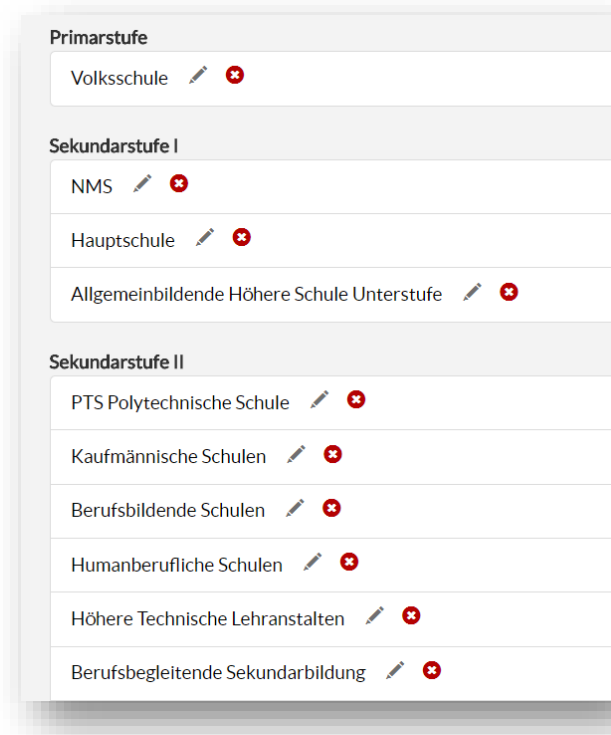 Primarstufe
Volksschule
Sekundarstufe I
NMS
Hauptschule
Allgemeinbildende Höhere Schule Unterstufe
Sekundarstufe II
PTS Polytechnische Schule
Kaufmännische Schulen
Berufsbildende Schulen
Humanberufliche Schulen
Höhere Technische Lehranstalten
Berufsbegleitende Sekundarbildung